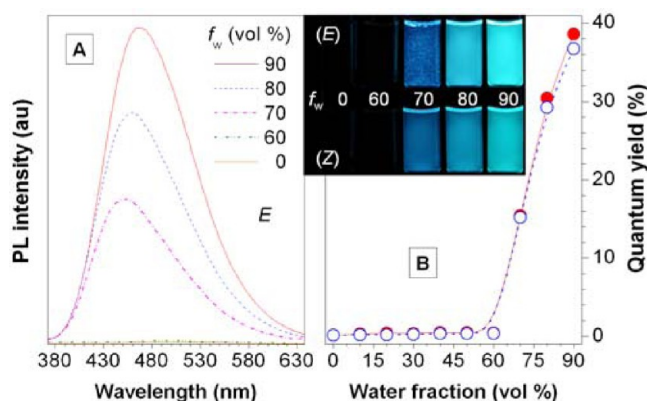 A
f_w (vol %)
90
80
70
60
0
E
PL intensity (au)
380 430 480 530 580 630
Wavelength (nm)
(E)
f_w 0 60 70 80 90
(Z)
B
40
30
20
10
0
Quantum yield (%)
0 15 30 45 60 75 90
Water fraction (vol %)